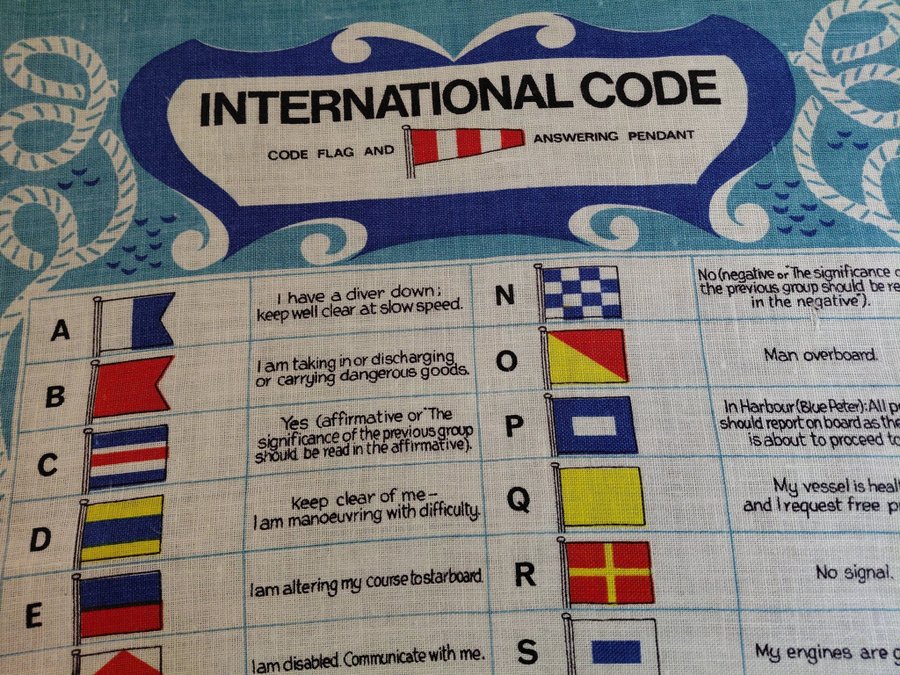 INTERNATIONAL CODE
CODE FLAG AND ANSWERING PENDANT
A
I have a diver down;
keep well clear at slow speed.
B
I am taking in or discharging
or carrying dangerous goods.
C
Yes (affirmative or "The
significance of the previous group
should be read in the affirmative).
D
Keep clear of me—
I am manoeuvring with difficulty.
E
I am altering my course to starboard.
I am disabled. Communicate with me.
N
No (negative or "The significance
the previous group should be
in the negative").
O
Man overboard.
P
In Harbour (Blue Peter): All
should report on board as the
is about to proceed to
Q
My vessel is
and I request free
R
No signal.
S
My engines are